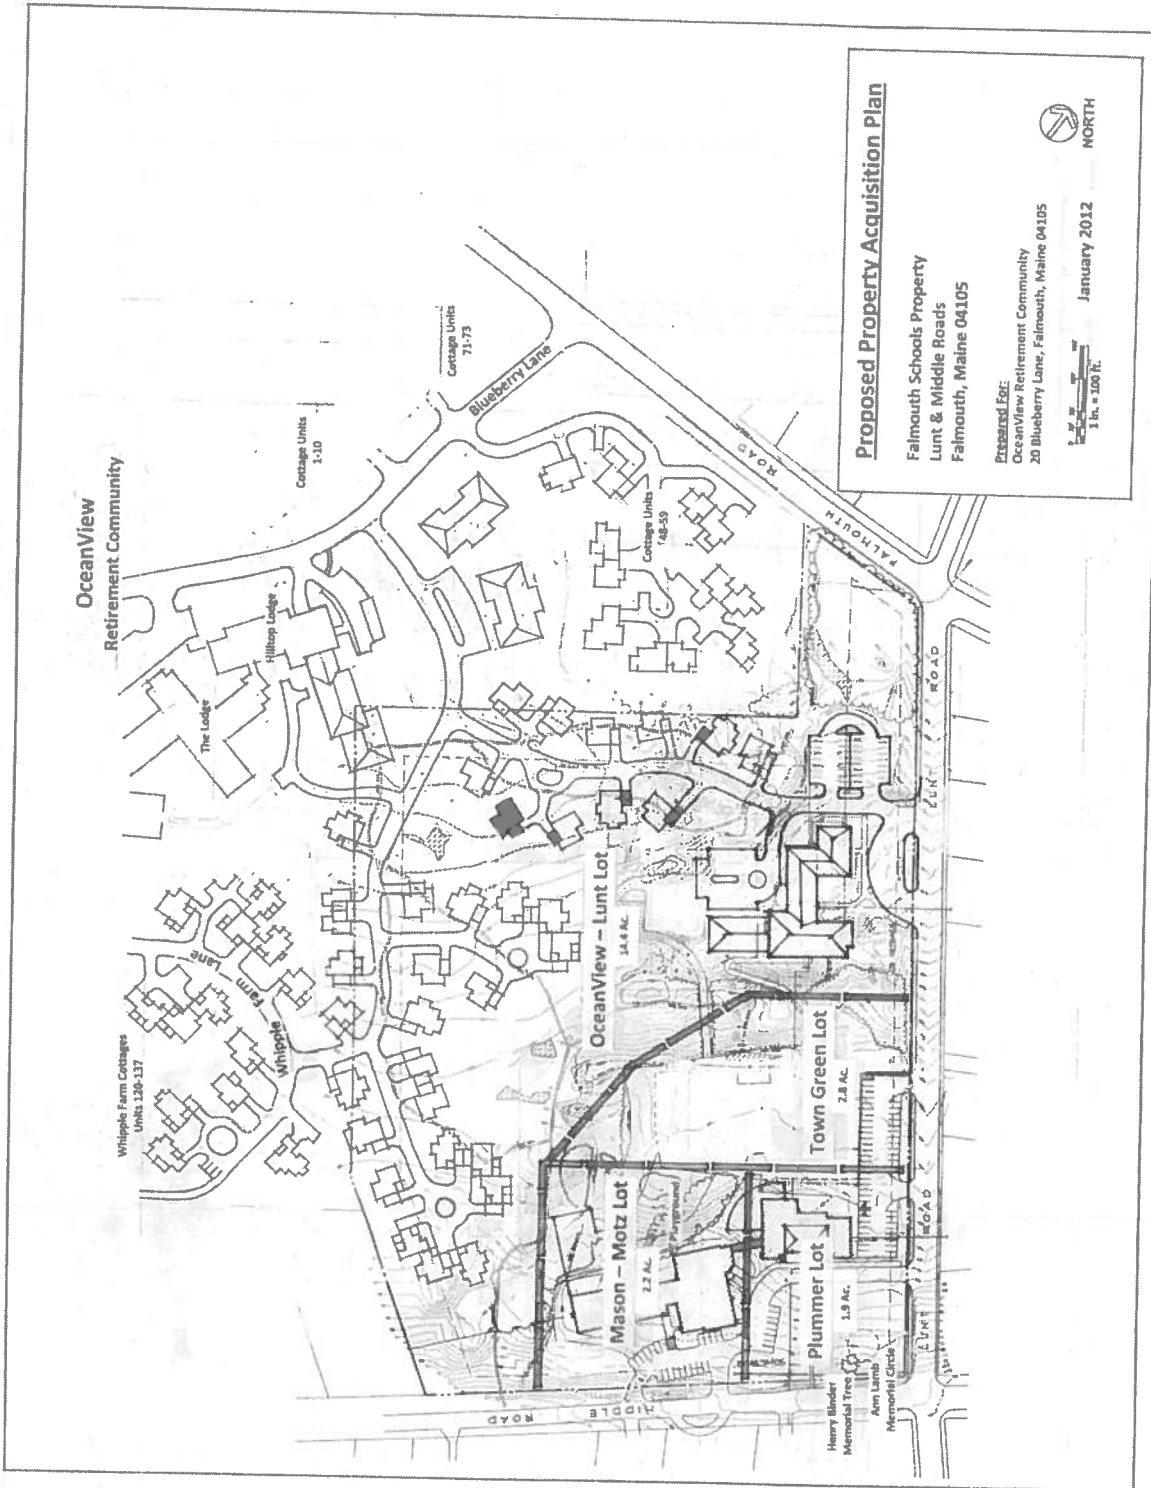 OceanView
Retirement Community
Cottage Units
1-10
Cottage Units
71-73
Blueberry Lane
Hilltop Lodge
The Lodge
Cottage Units
48-59
Whipple Farm Cottages
Units 120-137
Whipple Farm Lane
OceanView – Lunt Lot
14.4 Ac.
Town Green Lot
2.8 Ac.
Mason – Motz Lot
2.2 Ac.
Playground
Plummer Lot
1.9 Ac.
Henry Binder
Memorial Tree
Ann Lamb
Memorial Circle
MIDDLE ROAD
LUNT ROAD
LUNT ROAD
FALMOUTH ROAD
Proposed Property Acquisition Plan
Falmouth Schools Property
Lunt & Middle Roads
Falmouth, Maine 04105
Prepared For:
OceanView Retirement Community
20 Blueberry Lane, Falmouth, Maine 04105
1 in. = 100 ft.
January 2012
NORTH